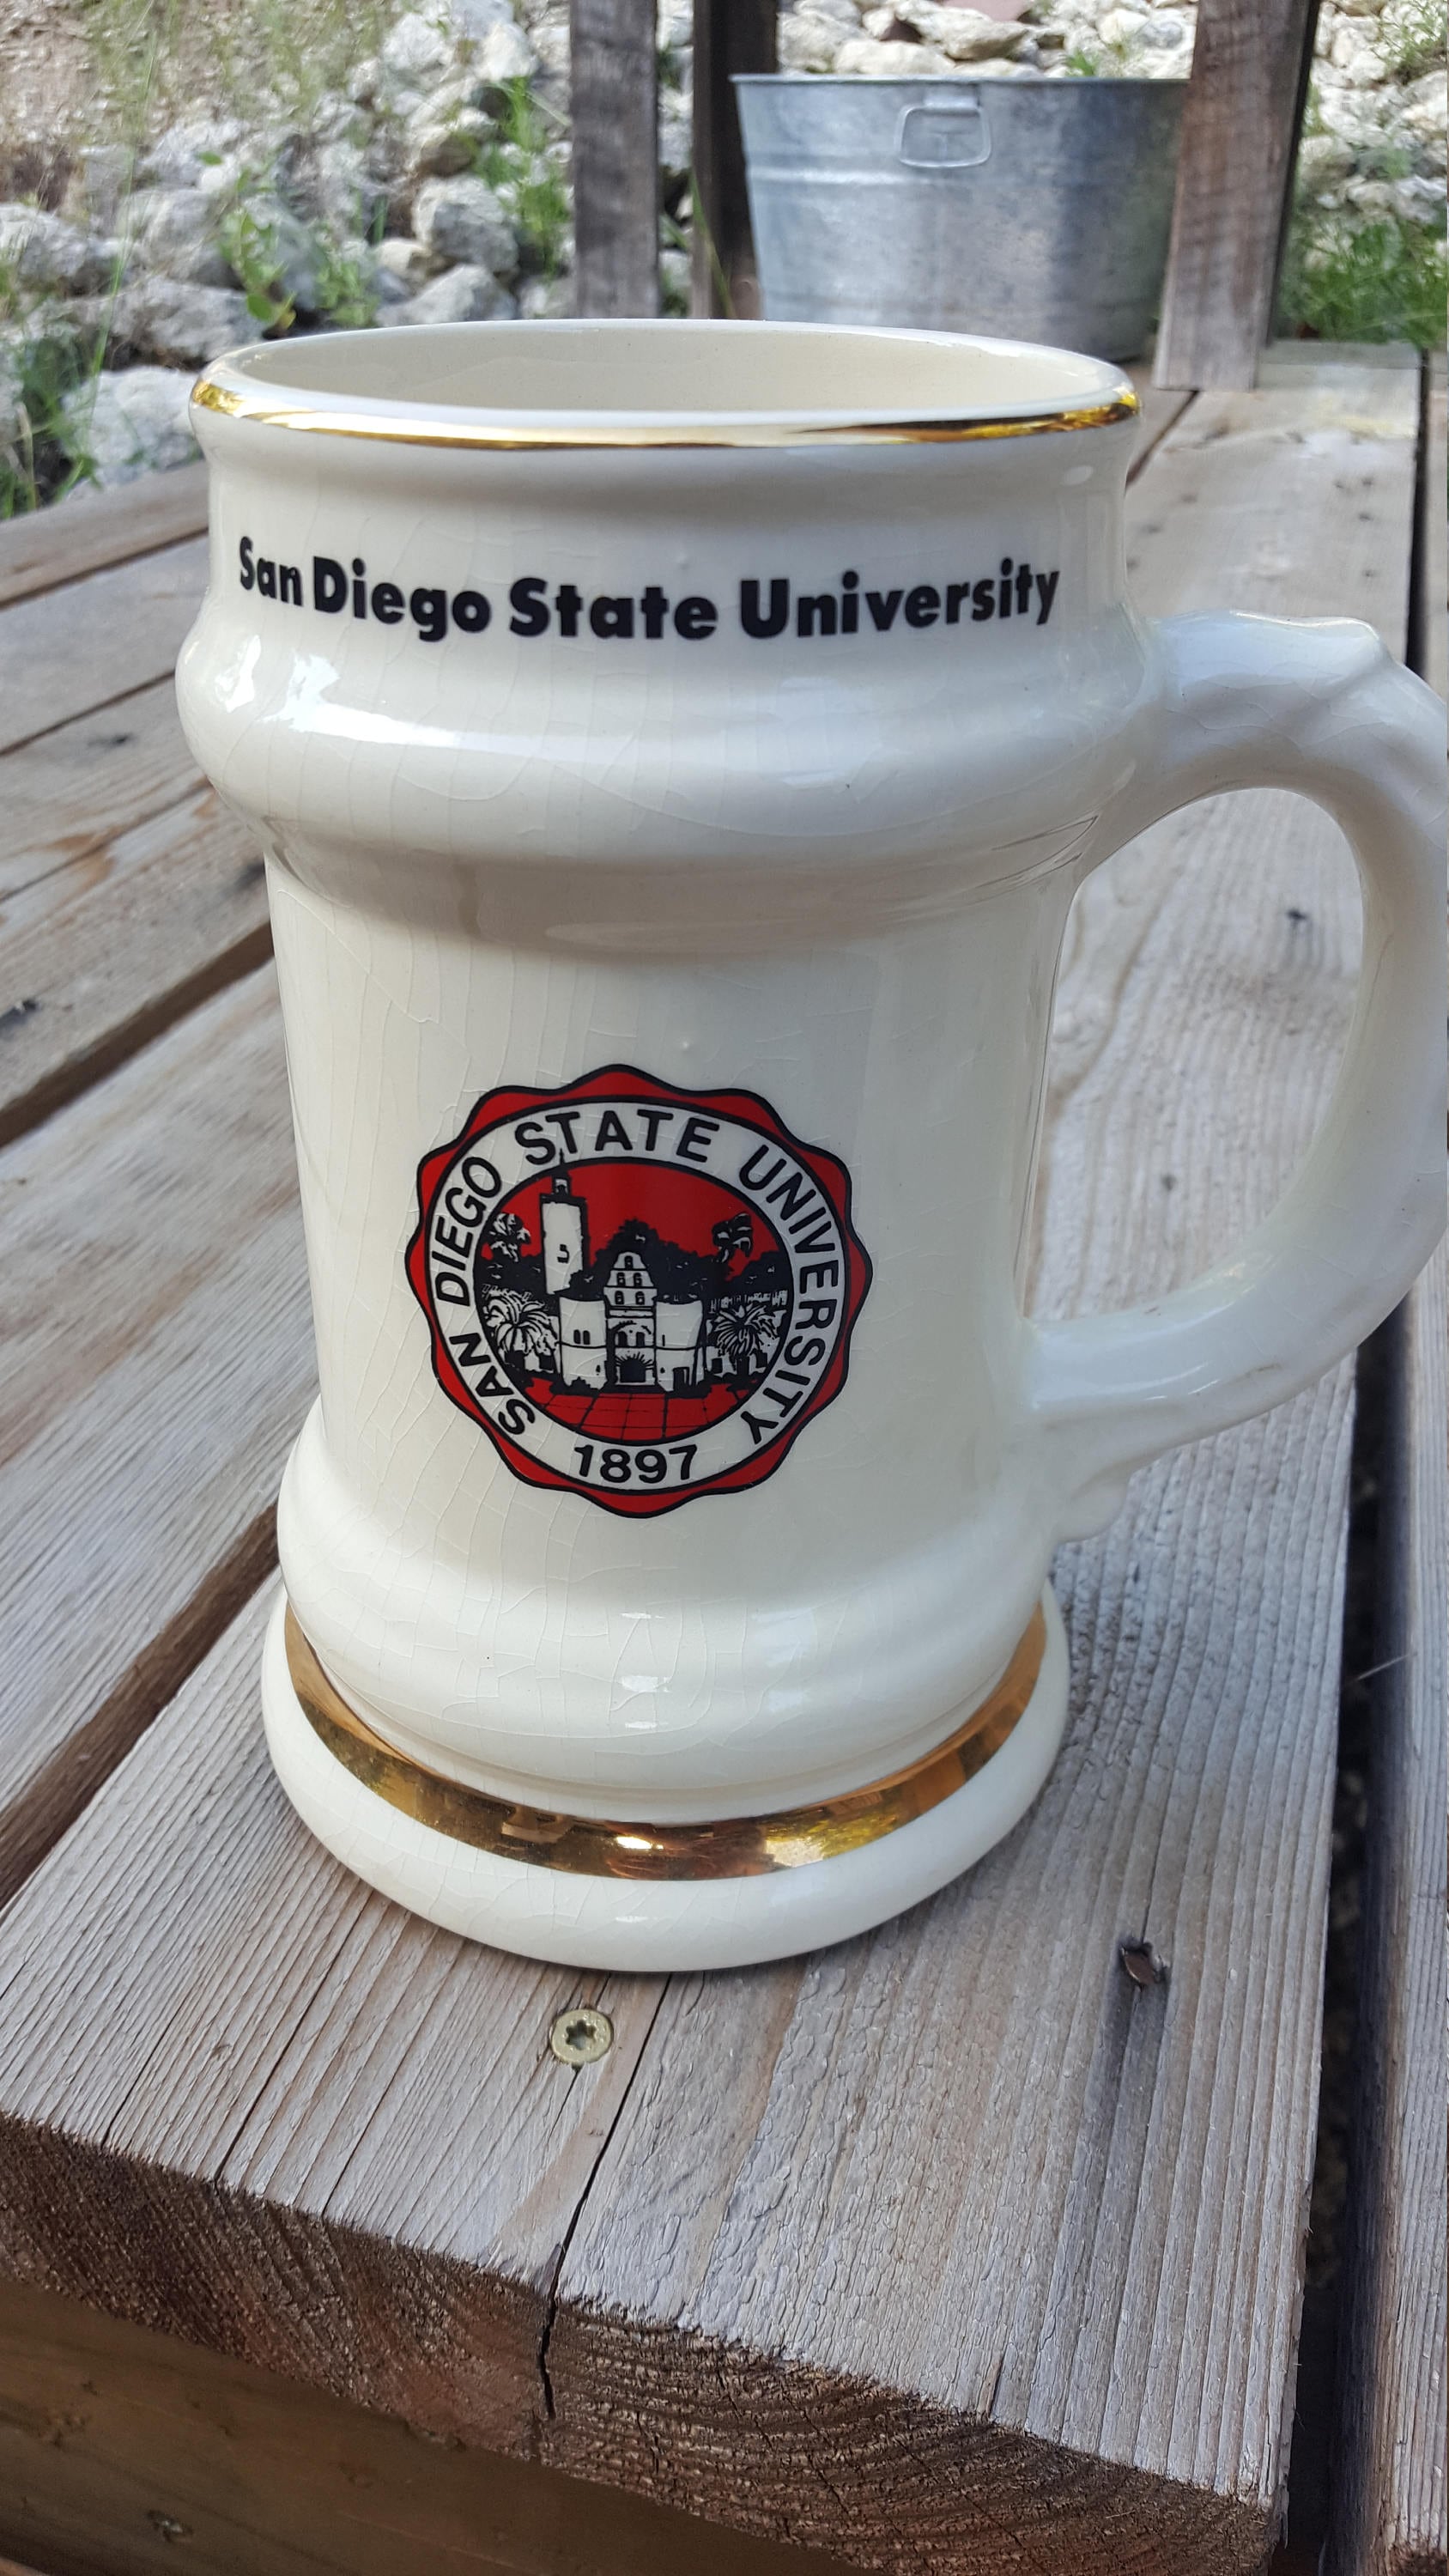 San Diego State University
SAN DIEGO STATE UNIVERSITY
1897